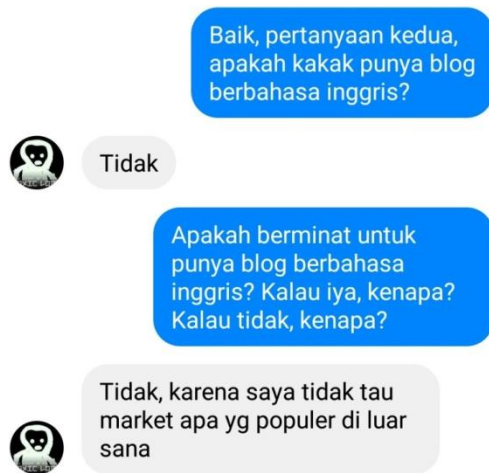 Baik, pertanyaan kedua,
apakah kakak punya blog
berbahasa inggris?
Tidak
Apakah berminat untuk
punya blog berbahasa
inggris? Kalau iya, kenapa?
Kalau tidak, kenapa?
Tidak, karena saya tidak tau
market apa yg populer di luar
sana